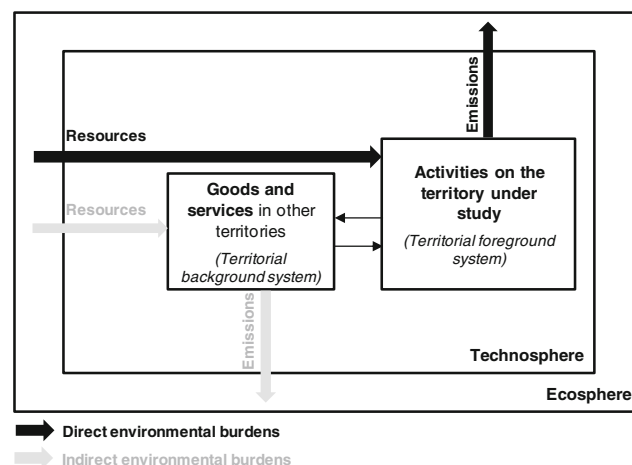 Emissions
Resources
Activities on the
territory under
study
(Territorial foreground
system)
Goods and
services in other
territories
(Territorial
background system)
Resources
Emissions
Technosphere
Ecosphere
Direct environmental burdens
Indirect environmental burdens